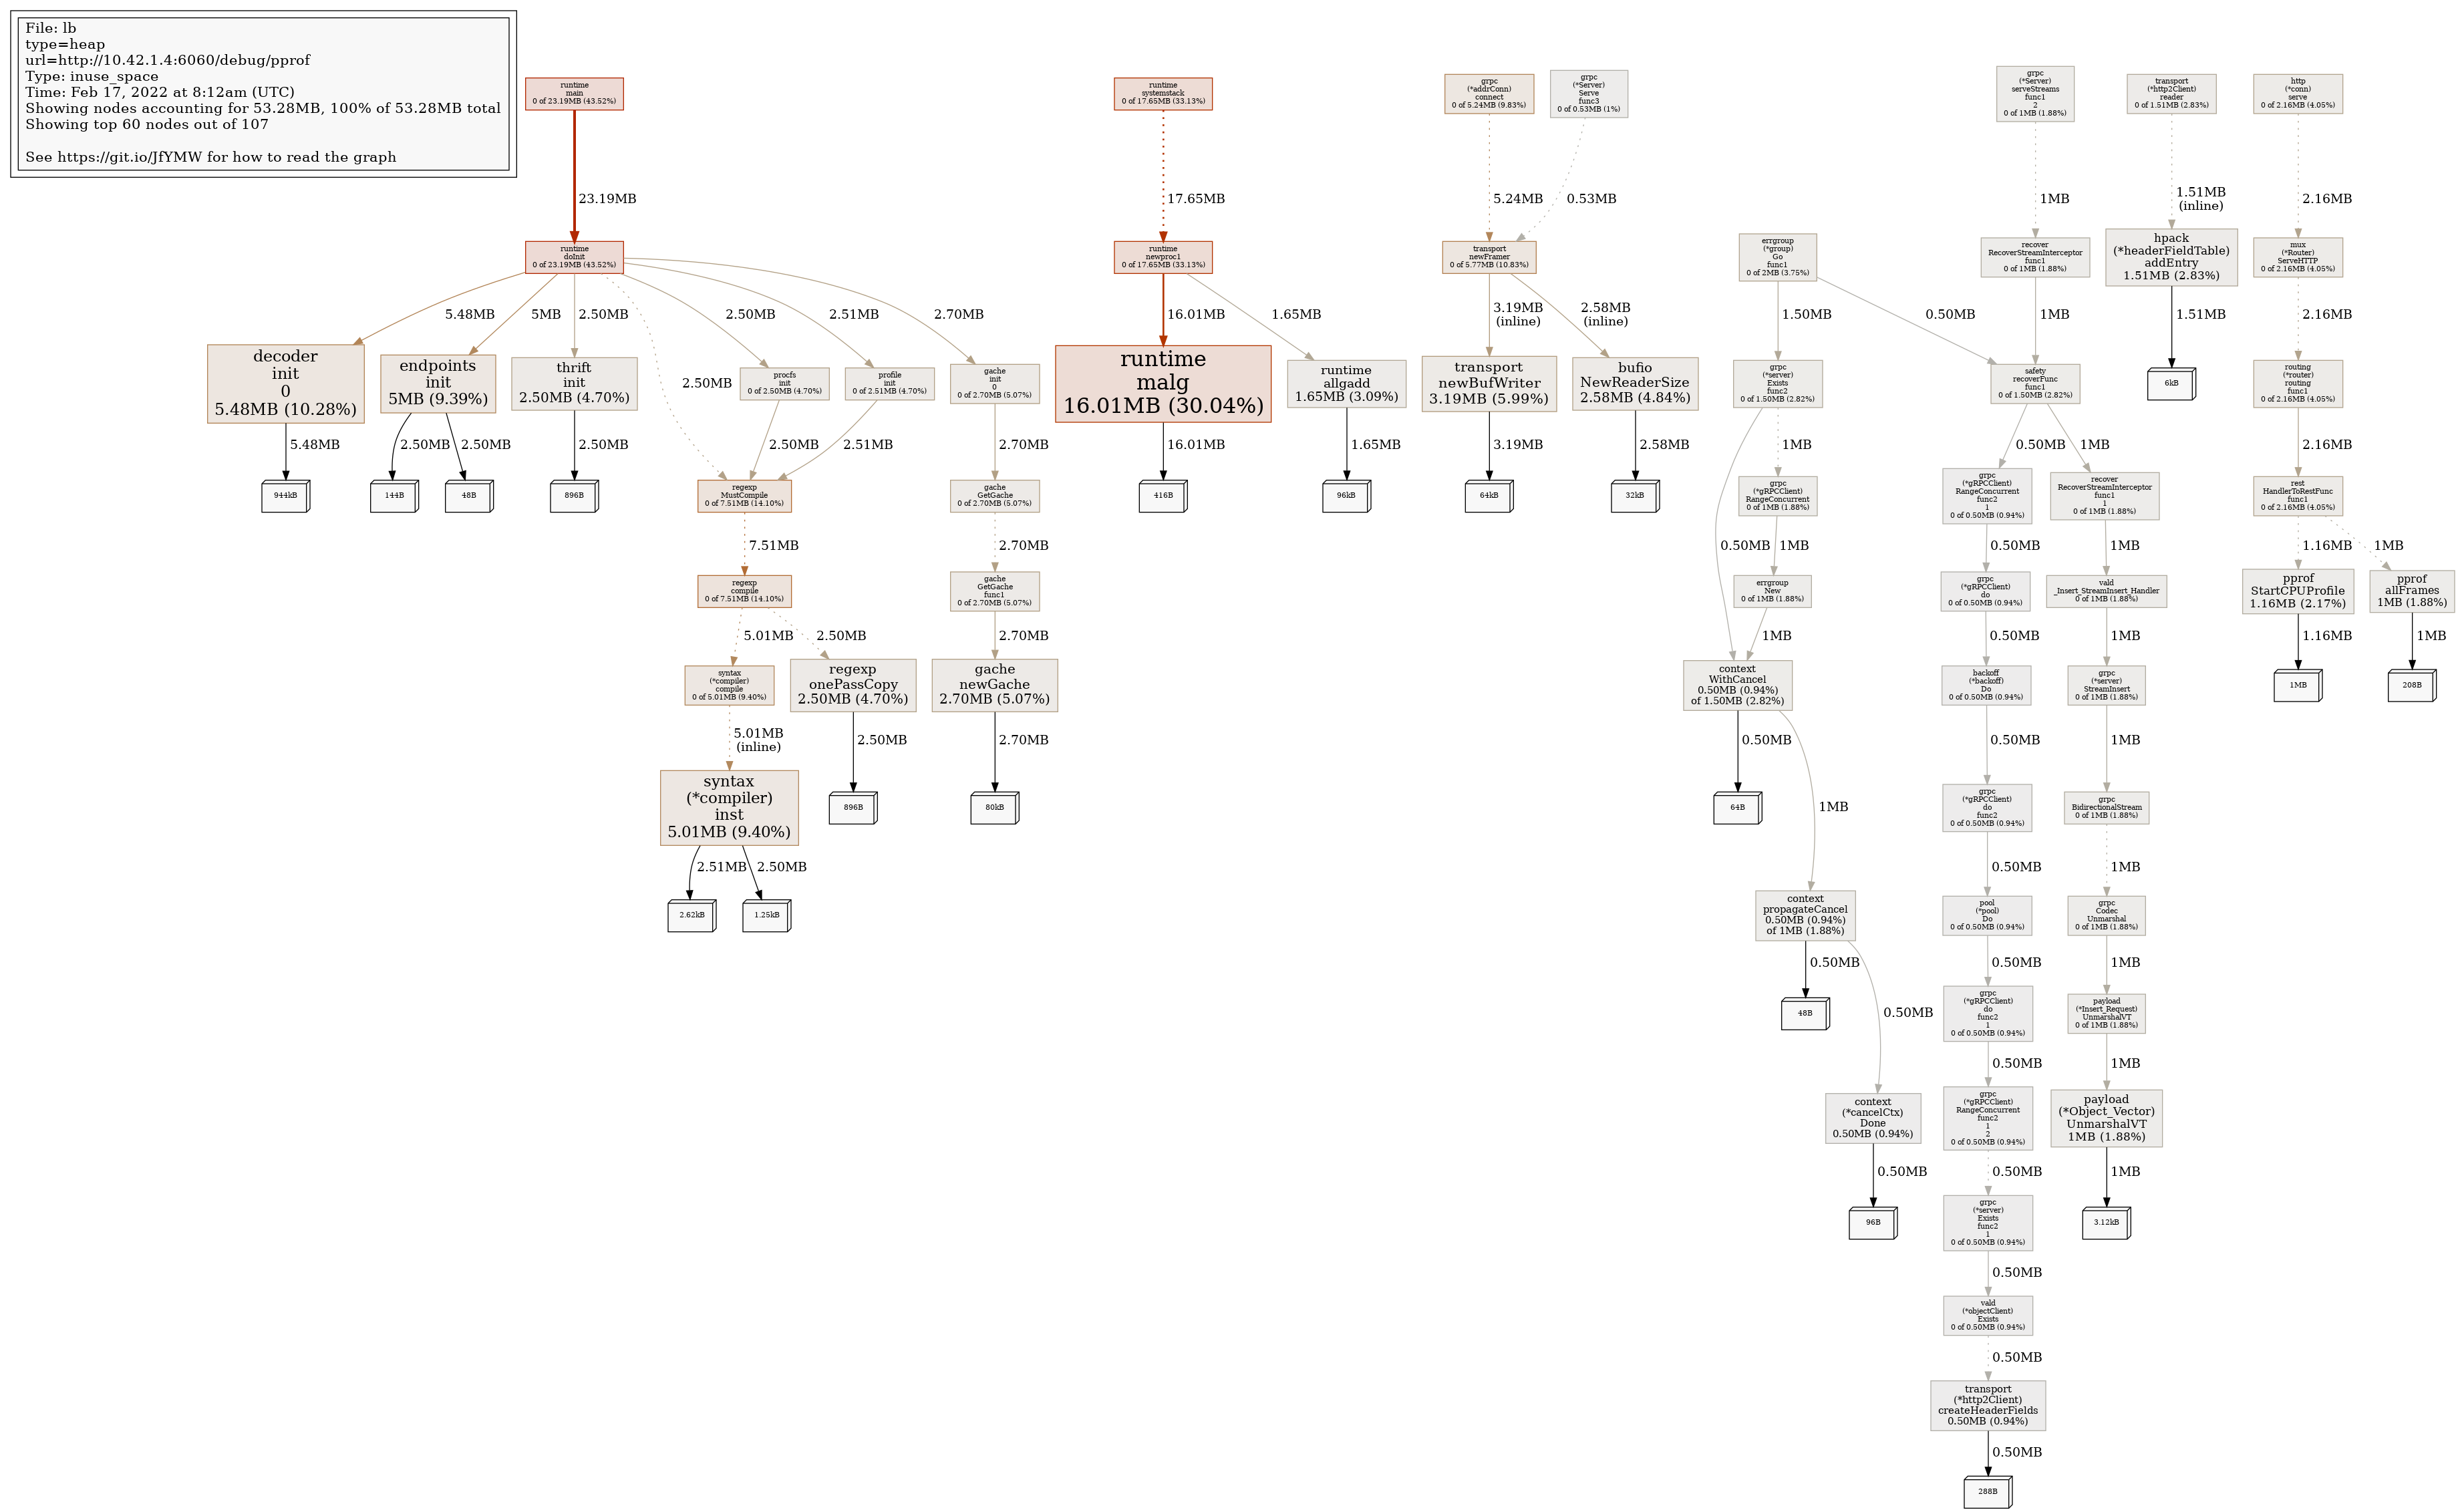 File: lb
type=heap
url=http://10.42.1.4:6060/debug/pprof
Type: inuse_space
Time: Feb 17, 2022 at 8:12am (UTC)
Showing nodes accounting for 53.28MB, 100% of 53.28MB total
Showing top 60 nodes out of 107
See https://git.io/JfYMW for how to read the graph
runtime
main
0 of 23.19MB (43.52%)
23.19MB
runtime
doInit
0 of 23.19MB (43.52%)
5.48MB
5MB
2.50MB
2.50MB
2.50MB
2.51MB
2.70MB
decoder
init
0
5.48MB (10.28%)
5.48MB
944kB
endpoints
init
5MB (9.39%)
2.50MB
2.50MB
144B
48B
thrift
init
2.50MB (4.70%)
2.50MB
896B
procfs
init
0 of 2.50MB (4.70%)
2.50MB
profile
init
0 of 2.51MB (4.70%)
2.51MB
regexp
MustCompile
0 of 7.51MB (14.10%)
7.51MB
regexp
compile
0 of 7.51MB (14.10%)
5.01MB
2.50MB
syntax
(*compiler)
compile
0 of 5.01MB (9.40%)
5.01MB
(inline)
syntax
(*compiler)
inst
5.01MB (9.40%)
2.51MB
2.50MB
2.62kB
1.25kB
regexp
onePassCopy
2.50MB (4.70%)
2.50MB
896B
gache
init
0
0 of 2.70MB (5.07%)
2.70MB
gache
GetGache
0 of 2.70MB (5.07%)
2.70MB
gache
GetGache
func1
0 of 2.70MB (5.07%)
2.70MB
gache
newGache
2.70MB (5.07%)
2.70MB
80kB
runtime
systemstack
0 of 17.65MB (33.13%)
17.65MB
runtime
newproc1
0 of 17.65MB (33.13%)
16.01MB
1.65MB
runtime
malg
16.01MB (30.04%)
16.01MB
416B
runtime
allgadd
1.65MB (3.09%)
1.65MB
96kB
grpc
(*addrConn)
connect
0 of 5.24MB (9.83%)
5.24MB
grpc
(*Server)
Serve
func3
0 of 0.53MB (1%)
0.53MB
transport
newFramer
0 of 5.77MB (10.83%)
3.19MB
(inline)
2.58MB
(inline)
transport
newBufWriter
3.19MB (5.99%)
3.19MB
64kB
bufio
NewReaderSize
2.58MB (4.84%)
2.58MB
32kB
errgroup
(*group)
Go
func1
0 of 2MB (3.75%)
1.50MB
0.50MB
grpc
(*server)
Exists
func2
0 of 1.50MB (2.82%)
0.50MB
1MB
grpc
(*gRPCClient)
RangeConcurrent
0 of 1MB (1.88%)
1MB
errgroup
New
0 of 1MB (1.88%)
1MB
context
WithCancel
0.50MB (0.94%)
of 1.50MB (2.82%)
0.50MB
1MB
64B
context
propagateCancel
0.50MB (0.94%)
of 1MB (1.88%)
0.50MB
0.50MB
48B
context
(*cancelCtx)
Done
0.50MB (0.94%)
0.50MB
96B
grpc
(*Server)
serveStreams
func1
2
0 of 1MB (1.88%)
1MB
recover
RecoverStreamInterceptor
func1
0 of 1MB (1.88%)
1MB
safety
recoverFunc
func1
0 of 1.50MB (2.82%)
0.50MB
1MB
grpc
(*gRPCClient)
RangeConcurrent
func2
1
0 of 0.50MB (0.94%)
0.50MB
grpc
(*gRPCClient)
do
0 of 0.50MB (0.94%)
0.50MB
backoff
(*backoff)
Do
0 of 0.50MB (0.94%)
0.50MB
grpc
(*gRPCClient)
do
func2
0 of 0.50MB (0.94%)
0.50MB
pool
(*pool)
Do
0 of 0.50MB (0.94%)
0.50MB
grpc
(*gRPCClient)
do
func2
1
0 of 0.50MB (0.94%)
0.50MB
grpc
(*gRPCClient)
RangeConcurrent
func2
1
2
0 of 0.50MB (0.94%)
0.50MB
grpc
(*server)
Exists
func2
1
0 of 0.50MB (0.94%)
0.50MB
vald
(*objectClient)
Exists
0 of 0.50MB (0.94%)
0.50MB
transport
(*http2Client)
createHeaderFields
0.50MB (0.94%)
0.50MB
288B
recover
RecoverStreamInterceptor
func1
1
0 of 1MB (1.88%)
1MB
vald
_Insert_StreamInsert_Handler
0 of 1MB (1.88%)
1MB
grpc
(*server)
StreamInsert
0 of 1MB (1.88%)
1MB
grpc
BidirectionalStream
0 of 1MB (1.88%)
1MB
grpc
Codec
Unmarshal
0 of 1MB (1.88%)
1MB
payload
(*Insert_Request)
UnmarshalVT
0 of 1MB (1.88%)
1MB
payload
(*Object_Vector)
UnmarshalVT
1MB (1.88%)
1MB
3.12kB
transport
(*http2Client)
reader
0 of 1.51MB (2.83%)
1.51MB
(inline)
hpack
(*headerFieldTable)
addEntry
1.51MB (2.83%)
1.51MB
6kB
http
(*conn)
serve
0 of 2.16MB (4.05%)
2.16MB
mux
(*Router)
ServeHTTP
0 of 2.16MB (4.05%)
2.16MB
routing
(*router)
routing
func1
0 of 2.16MB (4.05%)
2.16MB
rest
HandlerToRestFunc
func1
0 of 2.16MB (4.05%)
1.16MB
1MB
pprof
StartCPUProfile
1.16MB (2.17%)
1.16MB
1MB
pprof
allFrames
1MB (1.88%)
1MB
208B